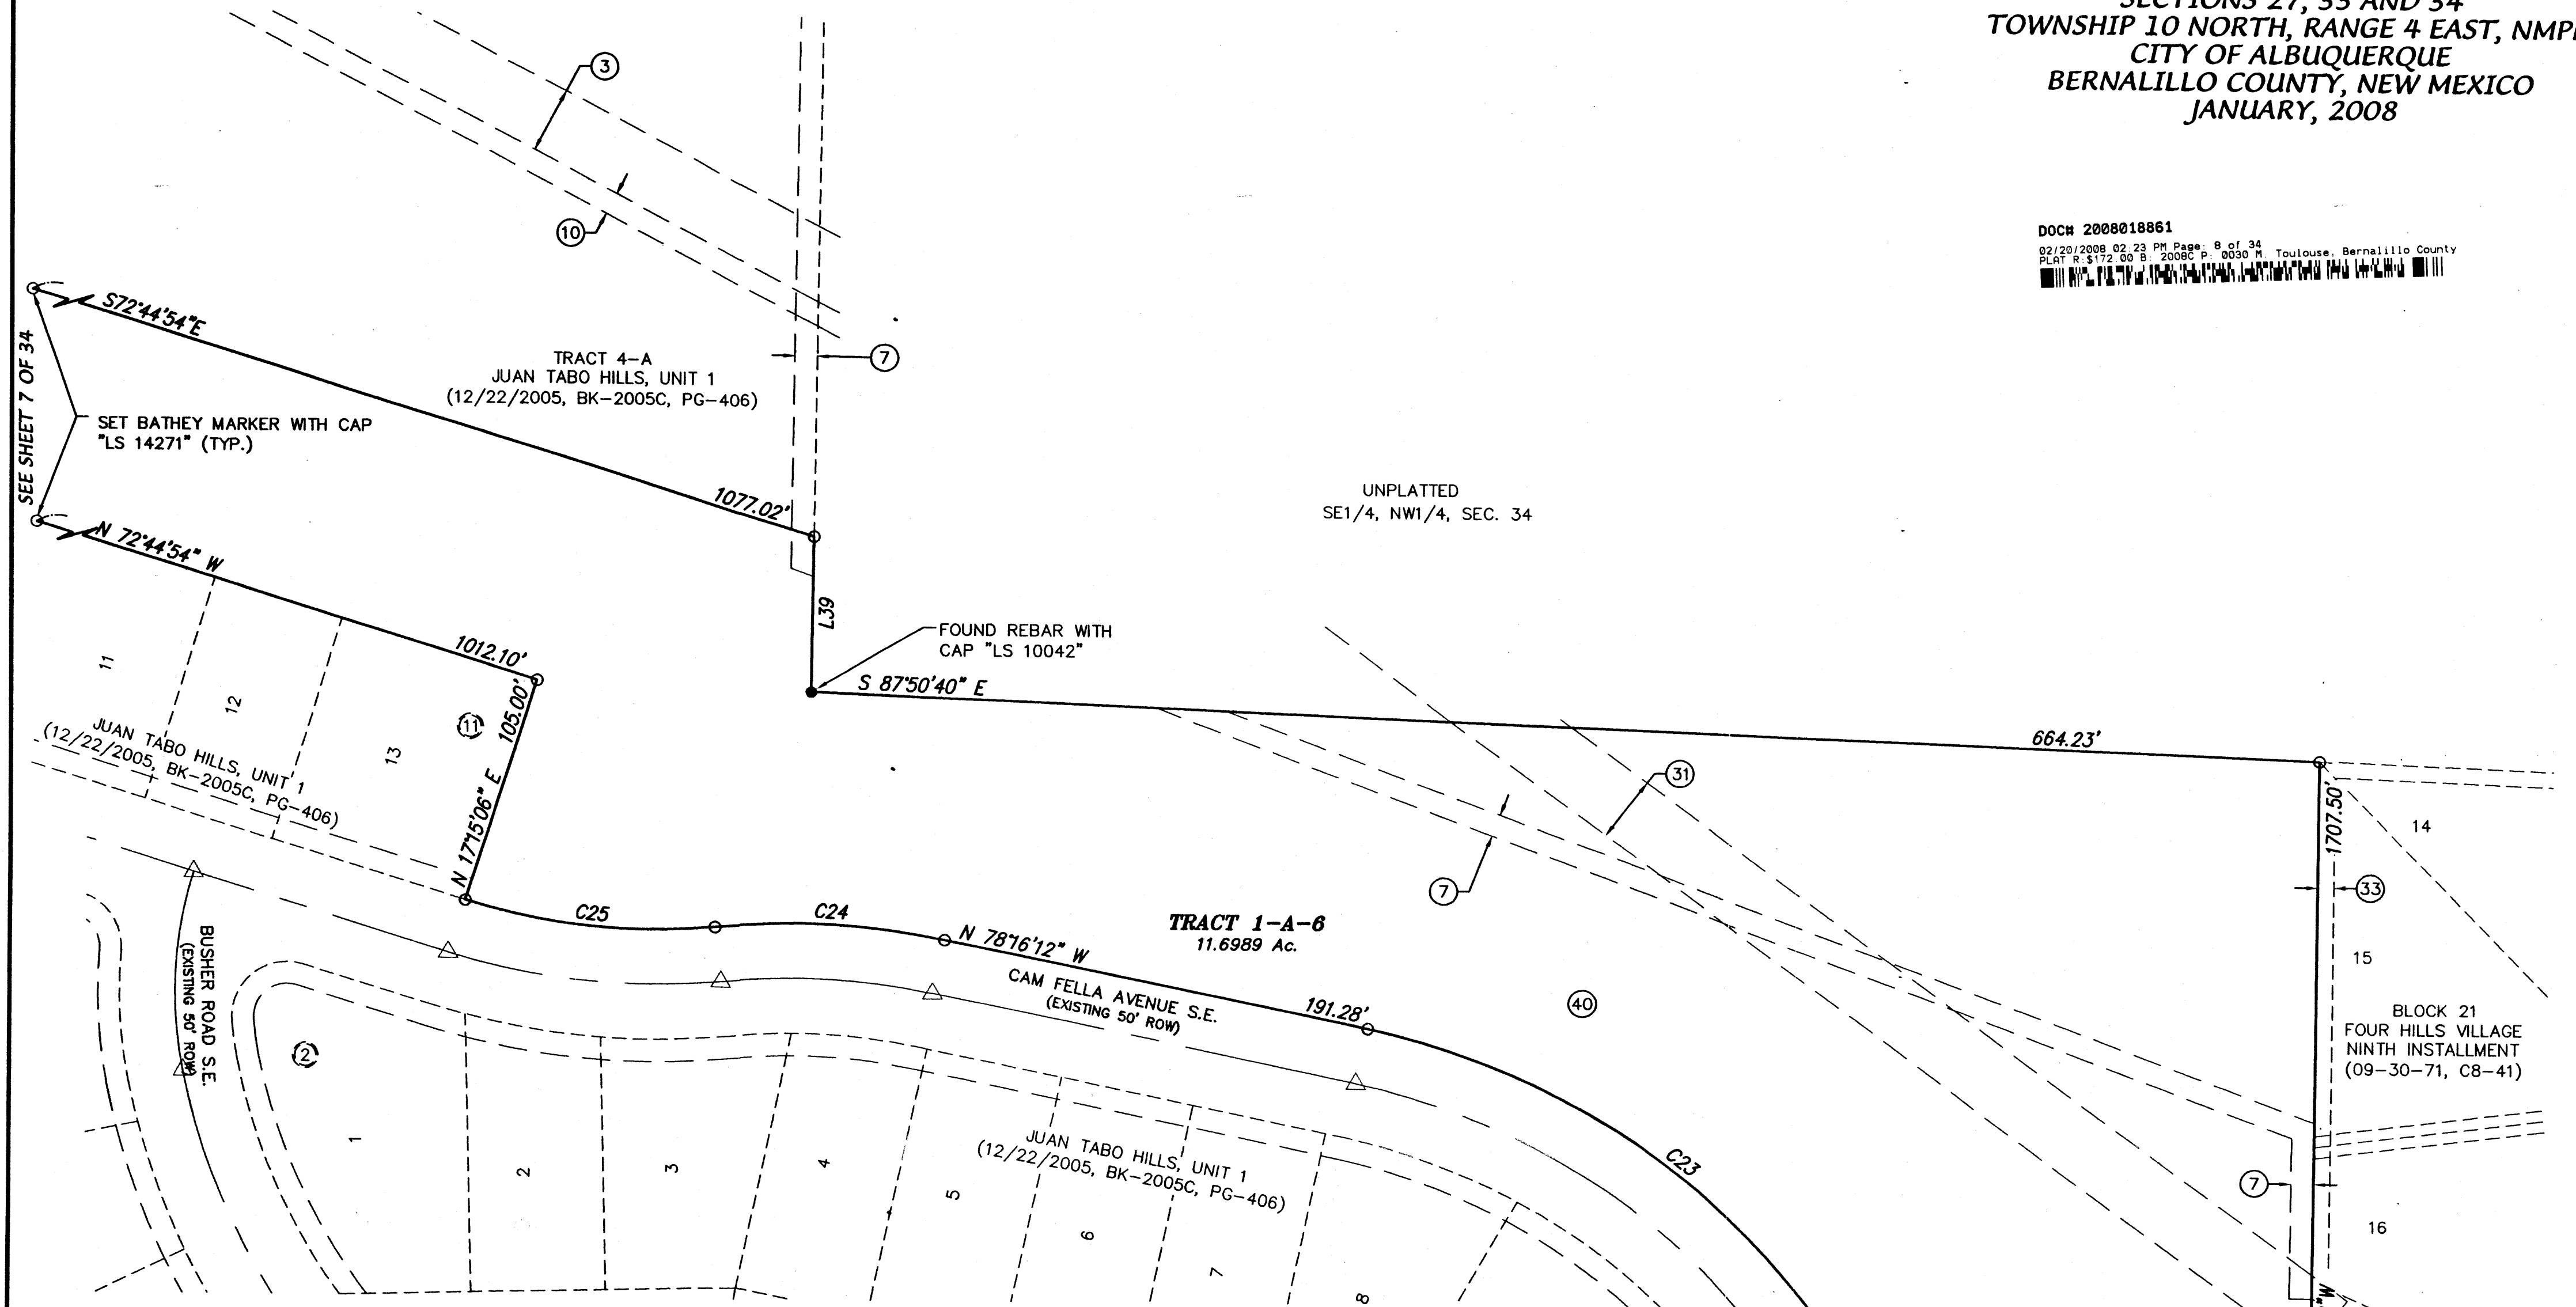 SECTIONS 27, 33 AND 34
TOWNSHIP 10 NORTH, RANGE 4 EAST,
CITY OF ALBUQUERQUE
BERNALILLO COUNTY, NEW MEXICO
JANUARY, 2008
DOC# 2008018861
02/20/2008 02:23 PM Page: 8 of 34
PLAT R:$172.00 B: 2008C P: 0030 M. Toulouse, Bernalillo County
3
10
7
SEE SHEET 7 OF 34
S72°44'54"E
1077.02'
TRACT 4-A
JUAN TABO HILLS, UNIT 1
(12/22/2005, BK-2005C, PG-406)
SET BATHEY MARKER WITH CAP
"LS 14271" (TYP.)
UNPLATTED
SE1/4, NW1/4, SEC. 34
N 72°44'54" W
1012.10'
L39
FOUND REBAR WITH
CAP "LS 10042"
S 87°50'40" E
664.23'
11
12
13
11
105.00'
N 17°15'06" E
JUAN TABO HILLS, UNIT 1
(12/22/2005, BK-2005C, PG-406)
31
7
1707.50'
33
14
15
16
BLOCK 21
FOUR HILLS VILLAGE
NINTH INSTALLMENT
(09-30-71, C8-41)
C25
C24
N 78°16'12" W
191.28'
TRACT 1-A-6
11.6989 Ac.
CAM FELLA AVENUE S.E.
(EXISTING 50' ROW)
40
BUSHER ROAD S.E.
(EXISTING 50' ROW)
2
1
2
3
4
5
6
7
8
JUAN TABO HILLS, UNIT 1
(12/22/2005, BK-2005C, PG-406)
C23
7
"W